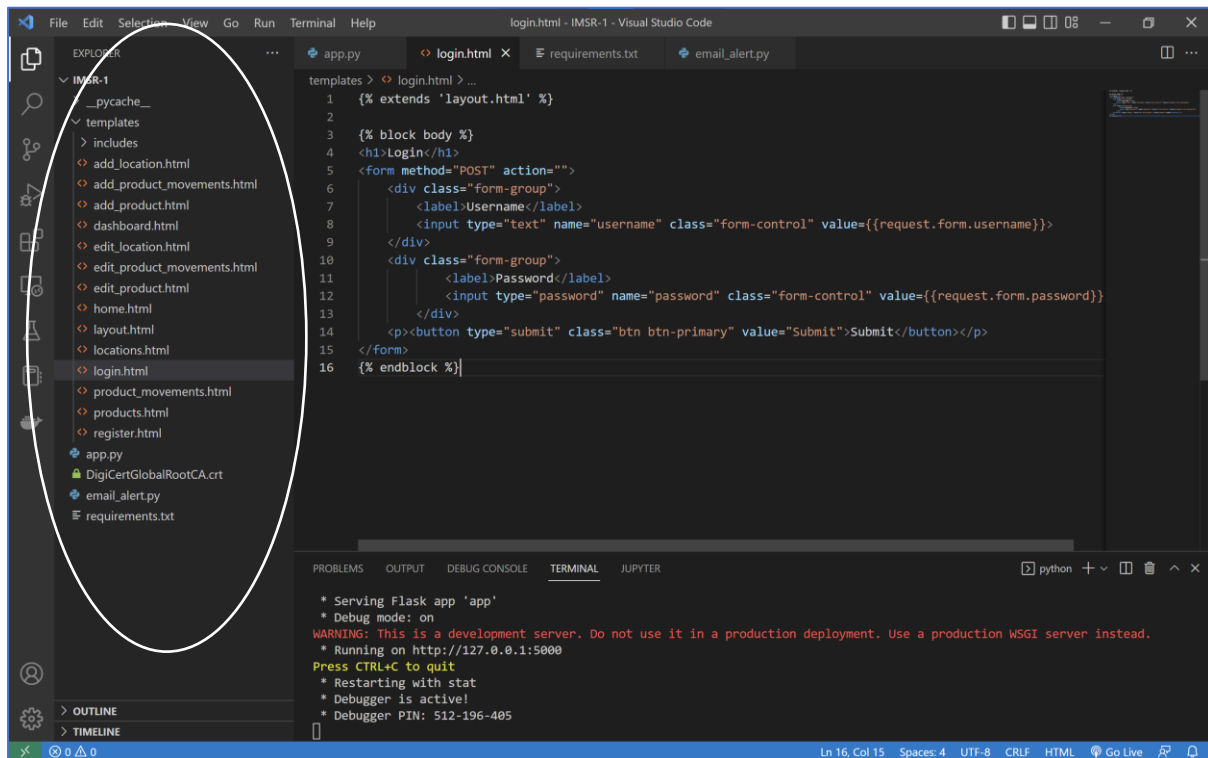 File Edit Selection View Go Run Terminal Help login.html - IMSR-1 - Visual Studio Code
EXPLORER ···
IMSR-1
__pycache__
templates
includes
add_location.html
add_product_movements.html
add_product.html
dashboard.html
edit_location.html
edit_product_movements.html
edit_product.html
home.html
layout.html
locations.html
login.html
product_movements.html
products.html
register.html
app.py
DigiCertGlobalRootCA.crt
email_alert.py
requirements.txt
OUTLINE
TIMELINE
app.py login.html requirements.txt email_alert.py
templates > login.html > ...
1 {% extends 'layout.html' %}
2
3 {% block body %}
4 <h1>Login</h1>
5 <form method="POST" action="">
6 <div class="form-group">
7 <label>Username</label>
8 <input type="text" name="username" class="form-control" value={{request.form.username}}>
9 </div>
10 <div class="form-group">
11 <label>Password</label>
12 <input type="password" name="password" class="form-control" value={{request.form.password}}
13 </div>
14 <p><button type="submit" class="btn btn-primary" value="Submit">Submit</button></p>
15 </form>
16 {% endblock %}
PROBLEMS OUTPUT DEBUG CONSOLE TERMINAL JUPYTER python
* Serving Flask app 'app'
* Debug mode: on
WARNING: This is a development server. Do not use it in a production deployment. Use a production WSGI server instead.
* Running on http://127.0.0.1:5000
Press CTRL+C to quit
* Restarting with stat
* Debugger is active!
* Debugger PIN: 512-196-405
0 0 Ln 16, Col 15 Spaces: 4 UTF-8 CRLF HTML Go Live